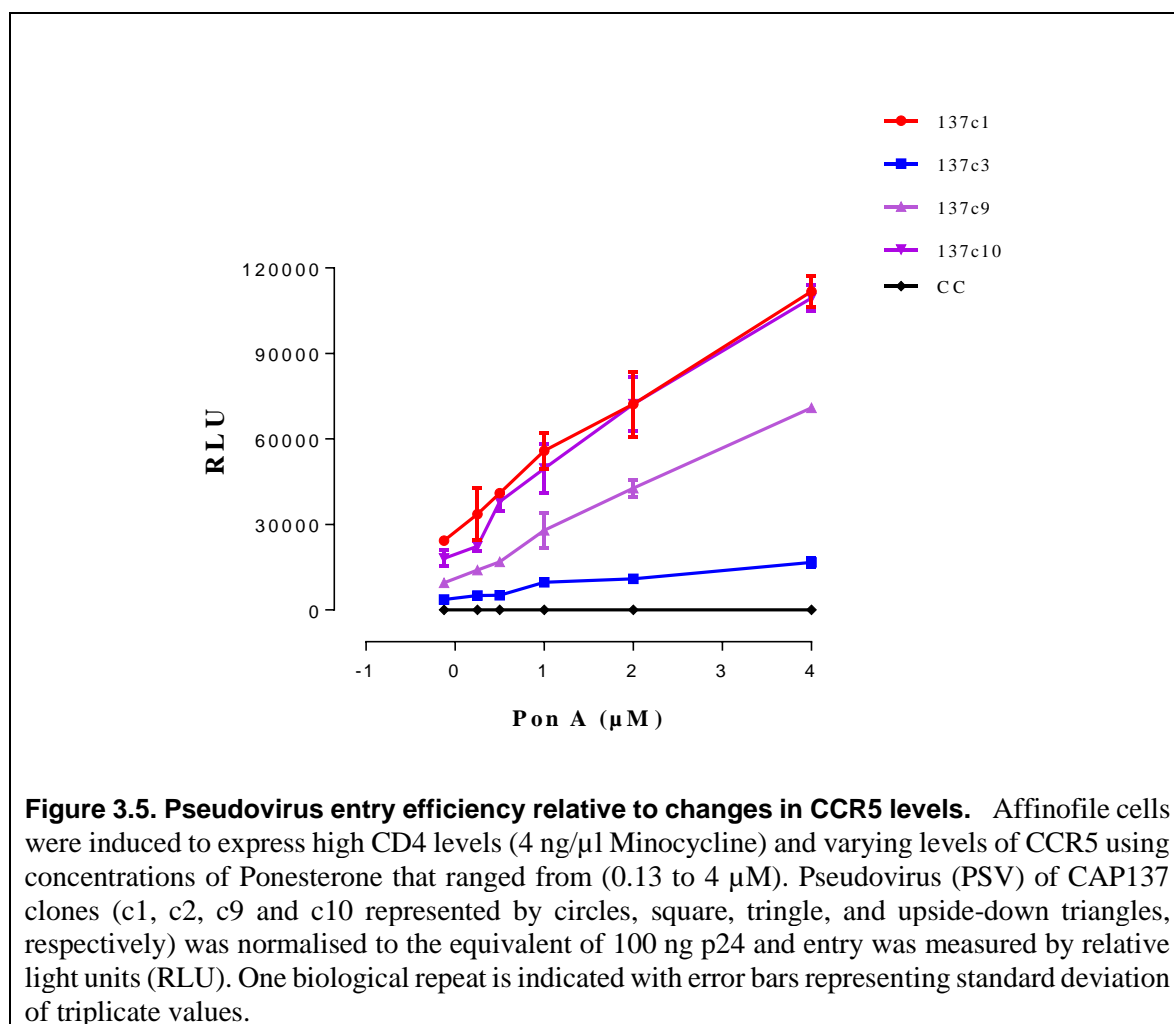 137c1
137c3
137c9
137c10
CC
120000
90000
60000
30000
0
RLU
-1 0 1 2 3 4
Pon A (µM)
Figure 3.5. Pseudovirus entry efficiency relative to changes in CCR5 levels. Affinofile cells
were induced to express high CD4 levels (4 ng/µl Minocycline) and varying levels of CCR5 using
concentrations of Ponesterone that ranged from (0.13 to 4 µM). Pseudovirus (PSV) of CAP137
clones (c1, c2, c9 and c10 represented by circles, square, tringle, and upside-down triangles,
respectively) was normalised to the equivalent of 100 ng p24 and entry was measured by relative
light units (RLU). One biological repeat is indicated with error bars representing standard deviation
of triplicate values.